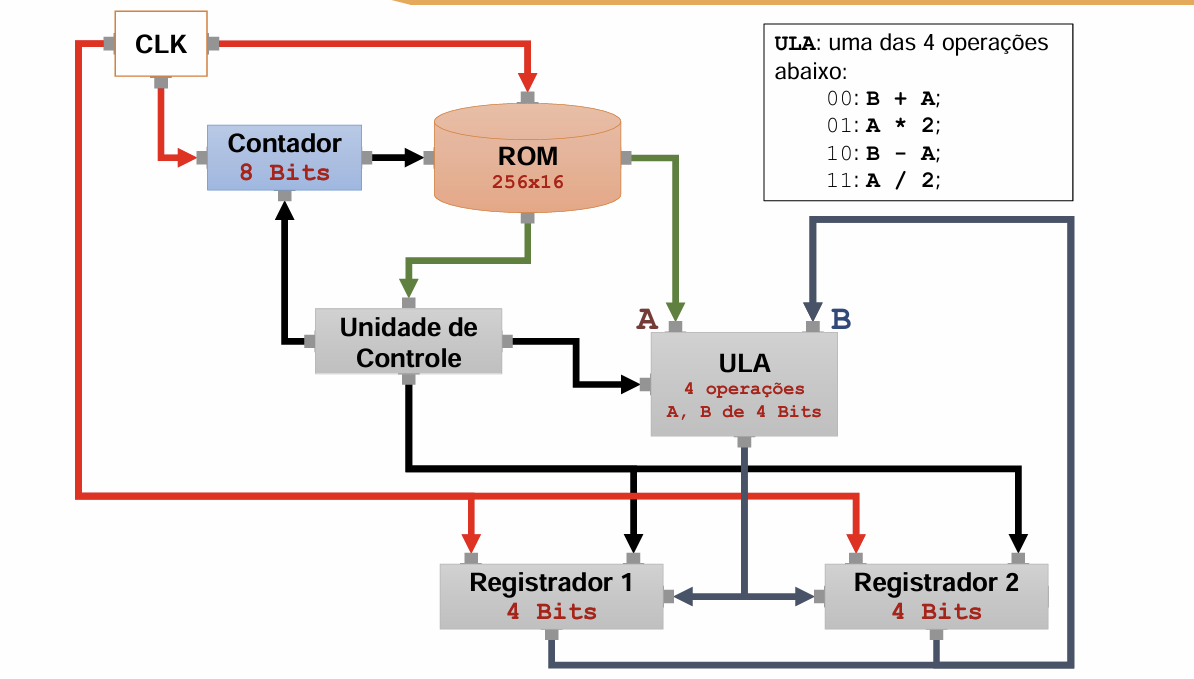 CLK
ULA: uma das 4 operações
abaixo:
00: B + A;
01: A * 2;
10: B - A;
11: A / 2;
Contador
8 Bits
ROM
256x16
Unidade de
Controle
A
B
ULA
4 operações
A, B de 4 Bits
Registrador 1
4 Bits
Registrador 2
4 Bits